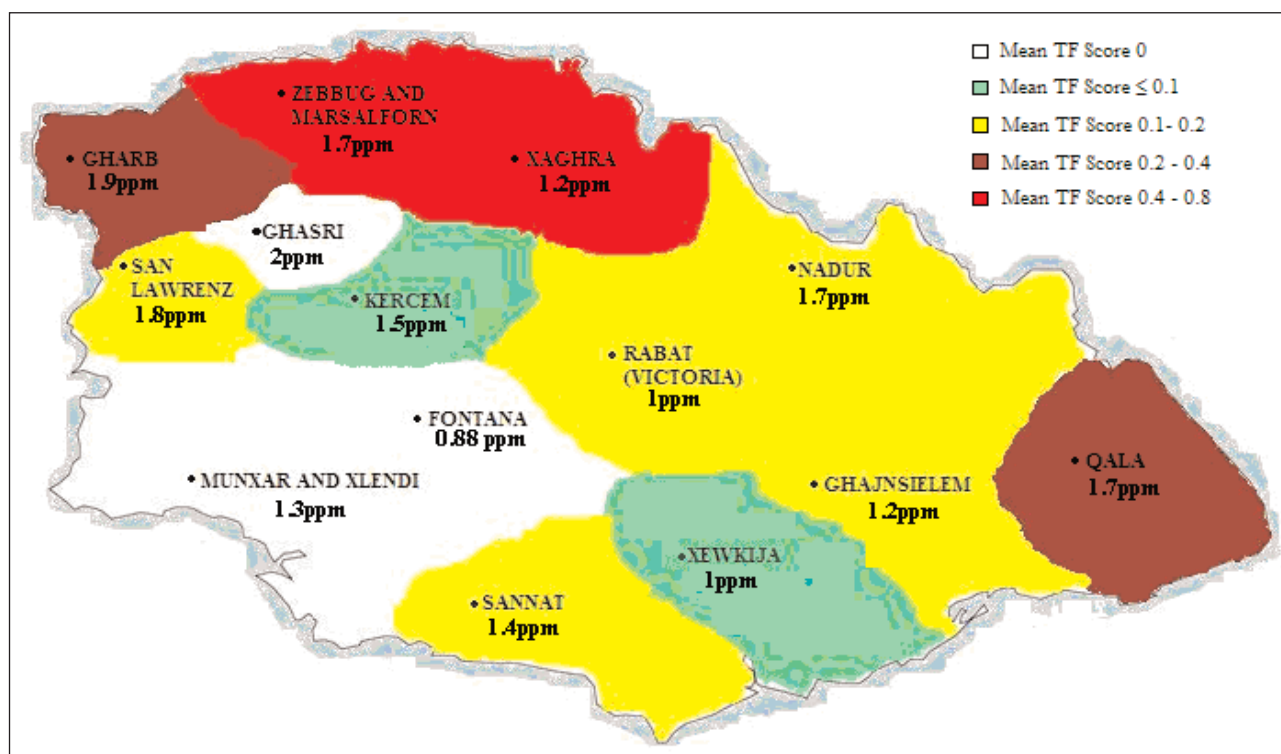 Mean TF Score 0
Mean TF Score ≤ 0.1
Mean TF Score 0.1- 0.2
Mean TF Score 0.2 - 0.4
Mean TF Score 0.4 - 0.8
ZEBBUG AND
MARSALFORN
1.7ppm
GHARB
1.9ppm
XAGHRA
1.2ppm
GHASRI
2ppm
SAN
LAWRENZ
1.8ppm
KERCEM
1.5ppm
NADUR
1.7ppm
RABAT
(VICTORIA)
1ppm
FONTANA
0.88 ppm
MUNXAR AND XLENDI
1.3ppm
GHAJNSIELEM
1.2ppm
QALA
1.7ppm
XEWKIJA
1ppm
SANNAT
1.4ppm